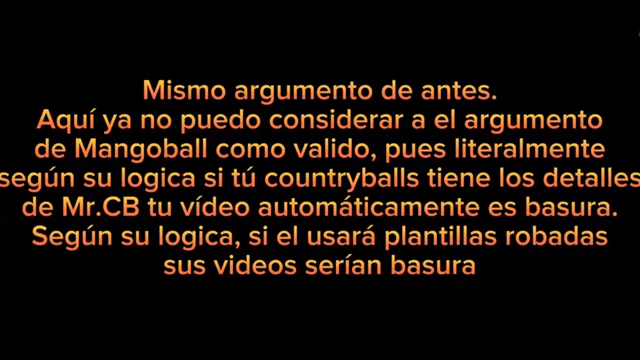 Mismo argumento de antes.
Aquí ya no puedo considerar a el argumento
de Mangoball como valido, pues literalmente
según su logica si tú countryballs tiene los detalles
de Mr.CB tu vídeo automáticamente es basura.
Según su logica, si el usará plantillas robadas
sus videos serían basura